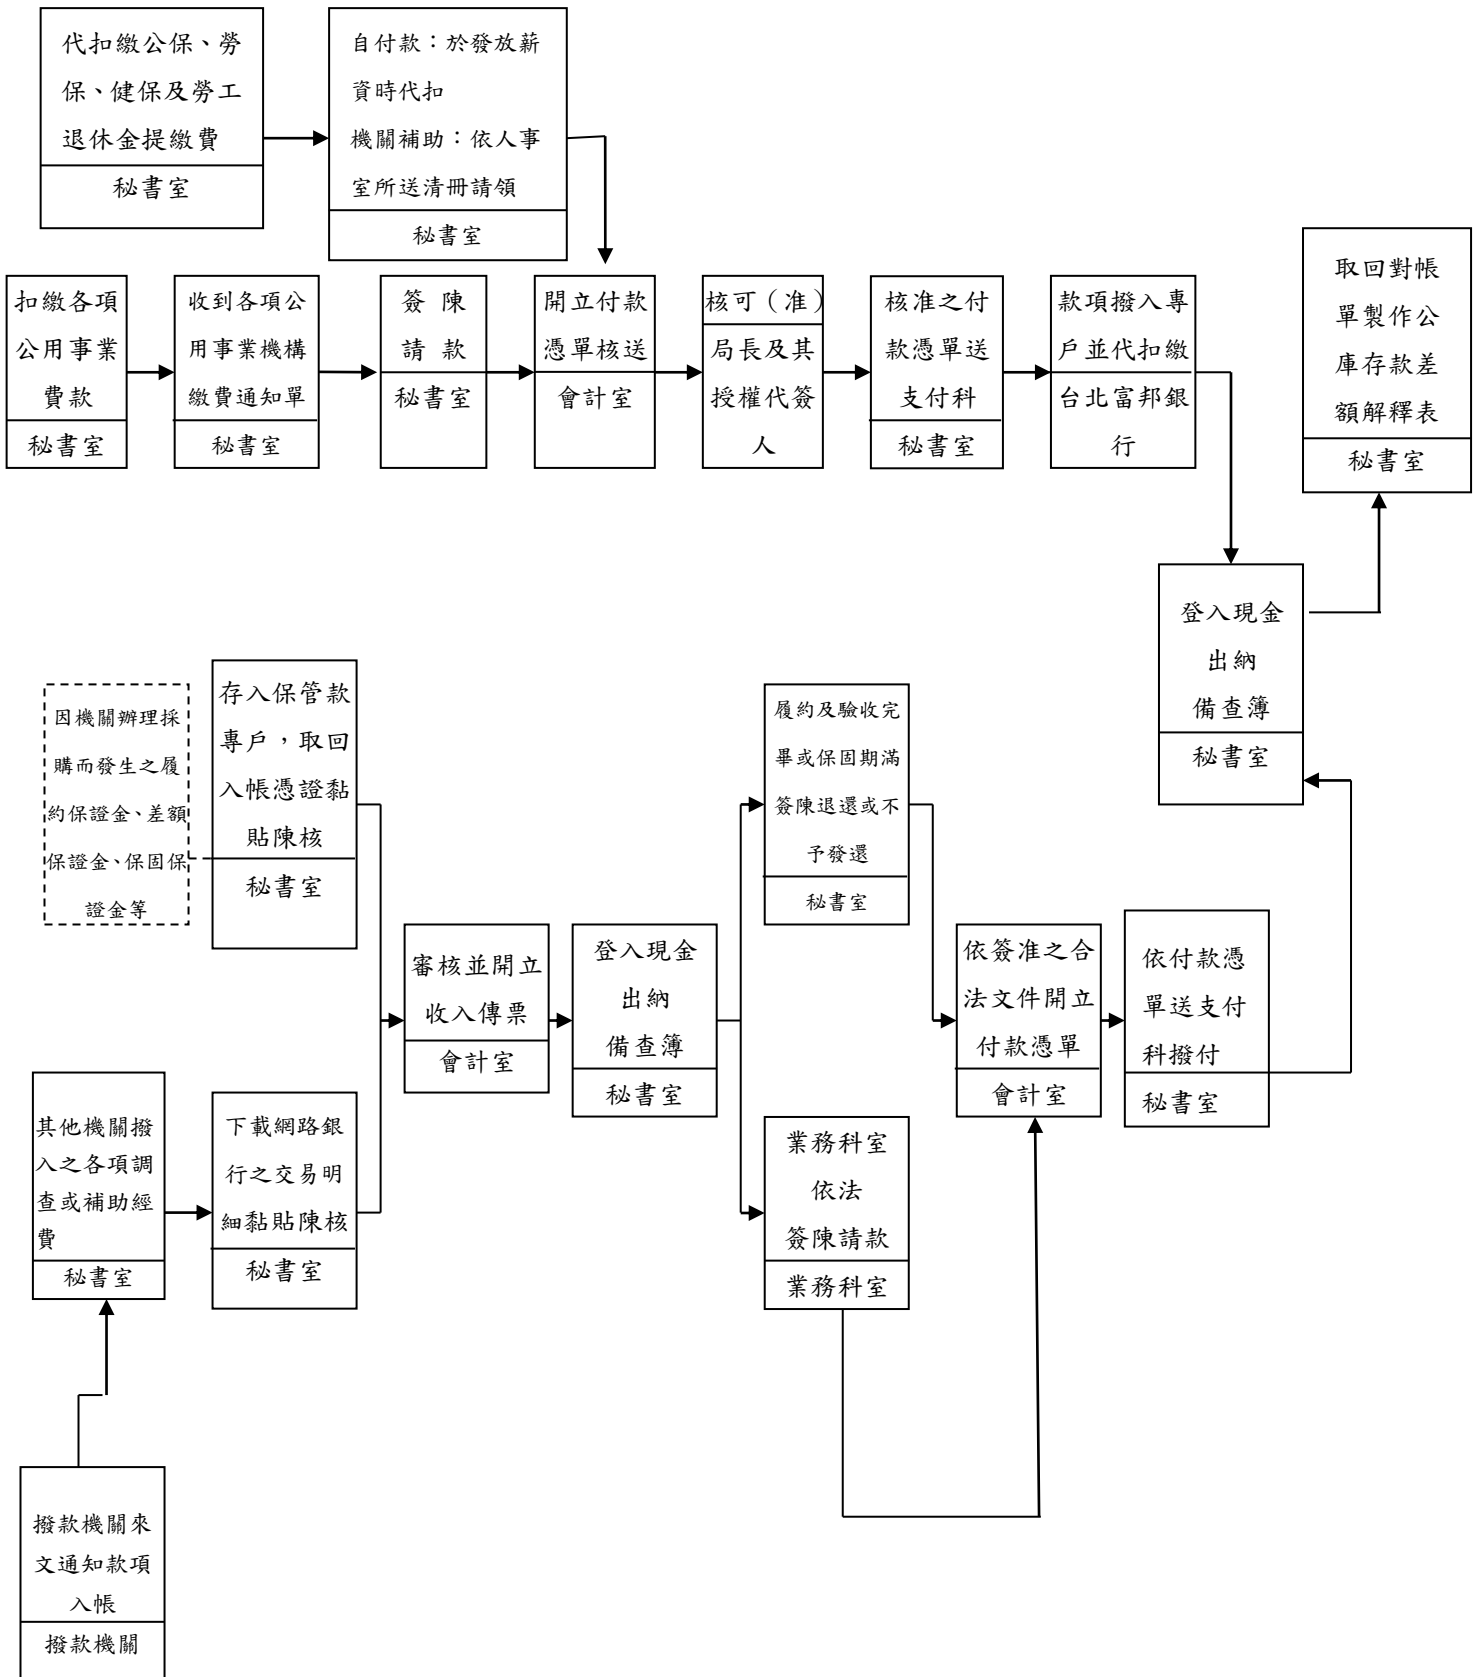 代扣繳公保、勞
保、健保及勞工
退休金提繳費
秘書室
自付款：於發放薪
資時代扣
機關補助：依人事
室所送清冊請領
秘書室
扣繳各項
公用事業
費款
秘書室
收到各項公
用事業機構
繳費通知單
秘書室
簽 陳
請 款
秘書室
開立付款
憑單核送
會計室
核可（准）
局長及其
授權代簽
人
核准之付
款憑單送
支付科
秘書室
款項撥入專
戶並代扣繳
台北富邦銀
行
取回對帳
單製作公
庫存款差
額解釋表
秘書室
登入現金
出納
備查簿
秘書室
因機關辦理採
購而發生之履
約保證金、差額
保證金、保固保
證金等
存入保管款
專戶，取回
入帳憑證黏
貼陳核
秘書室
履約及驗收完
畢或保固期滿
簽陳退還或不
予發還
秘書室
審核並開立
收入傳票
會計室
登入現金
出納
備查簿
秘書室
依簽准之合
法文件開立
付款憑單
會計室
依付款憑
單送支付
科撥付
秘書室
其他機關撥
入之各項調
查或補助經
費
秘書室
下載網路銀
行之交易明
細黏貼陳核
秘書室
業務科室
依法
簽陳請款
業務科室
撥款機關來
文通知款項
入帳
撥款機關